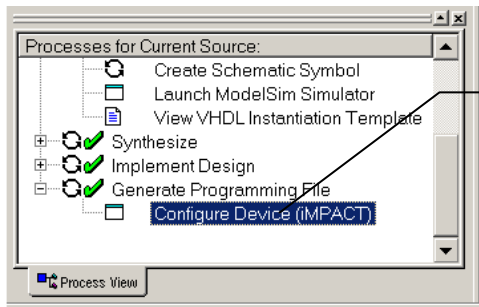 Processes for Current Source:
Create Schematic Symbol
Launch ModelSim Simulator
View VHDL Instantiation Template
Synthesize
Implement Design
Generate Programming File
Configure Device (iMPACT)
Process View